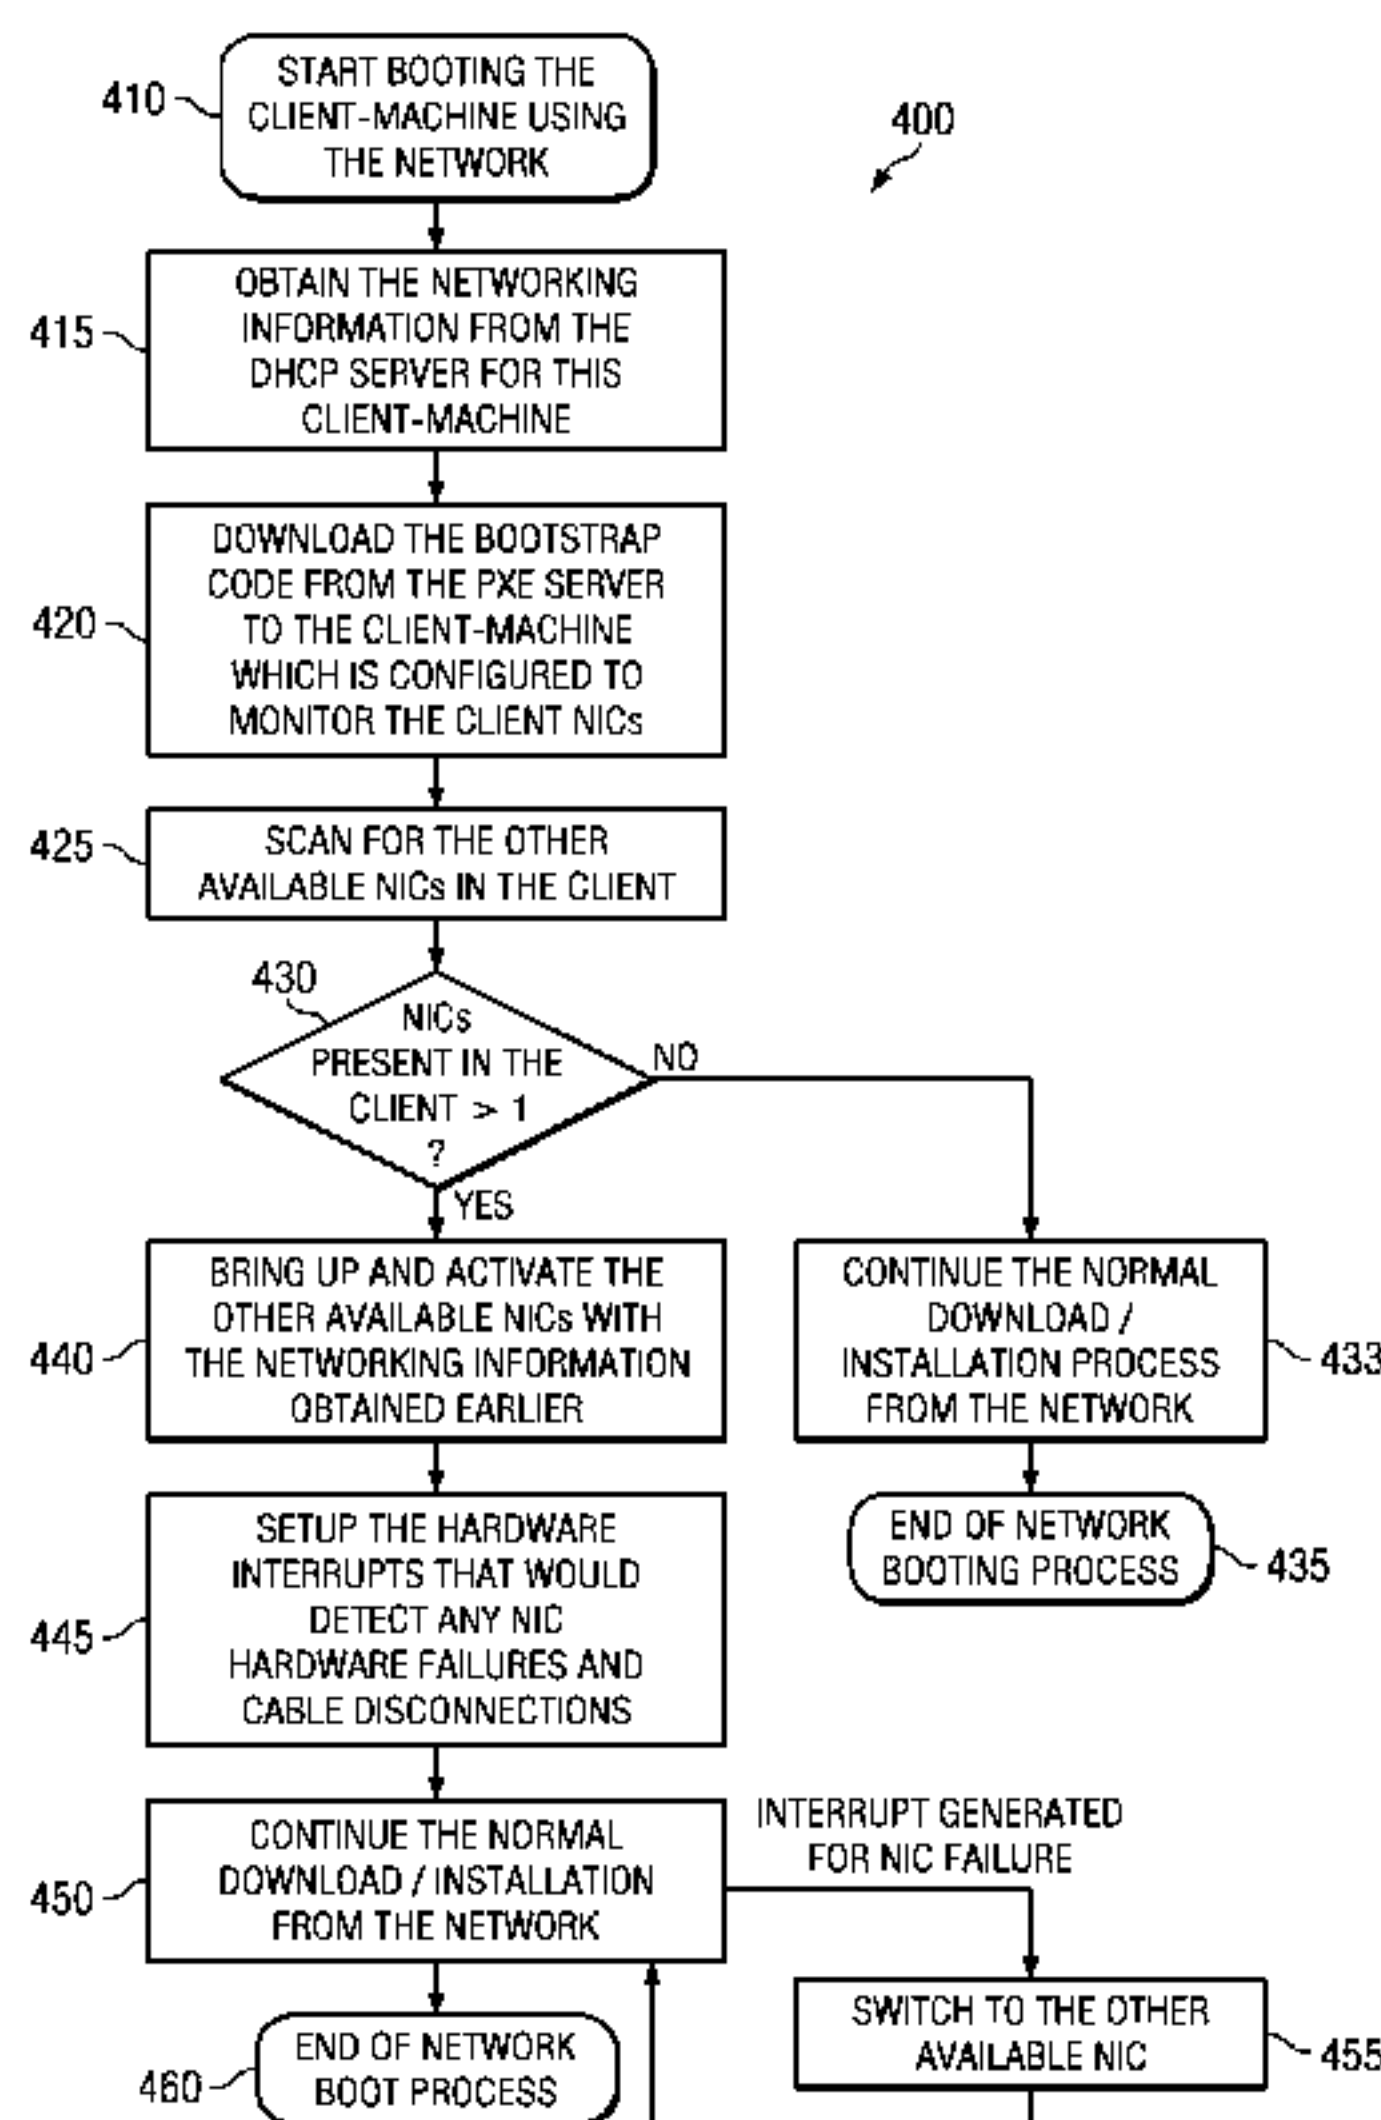 START BOOTING THE
CLIENT-MACHINE USING
THE NETWORK
410
400
OBTAIN THE NETWORKING
INFORMATION FROM THE
DHCP SERVER FOR THIS
CLIENT-MACHINE
415
DOWNLOAD THE BOOTSTRAP
CODE FROM THE PXE SERVER
TO THE CLIENT-MACHINE
WHICH IS CONFIGURED TO
MONITOR THE CLIENT NICs
420
SCAN FOR THE OTHER
AVAILABLE NICs IN THE CLIENT
425
430
NICs
PRESENT IN THE
CLIENT > 1
?
NO
YES
BRING UP AND ACTIVATE THE
OTHER AVAILABLE NICs WITH
THE NETWORKING INFORMATION
OBTAINED EARLIER
440
CONTINUE THE NORMAL
DOWNLOAD /
INSTALLATION PROCESS
FROM THE NETWORK
433
END OF NETWORK
BOOTING PROCESS
435
SETUP THE HARDWARE
INTERRUPTS THAT WOULD
DETECT ANY NIC
HARDWARE FAILURES AND
CABLE DISCONNECTIONS
445
CONTINUE THE NORMAL
DOWNLOAD / INSTALLATION
FROM THE NETWORK
450
INTERRUPT GENERATED
FOR NIC FAILURE
SWITCH TO THE OTHER
AVAILABLE NIC
455
END OF NETWORK
BOOT PROCESS
460